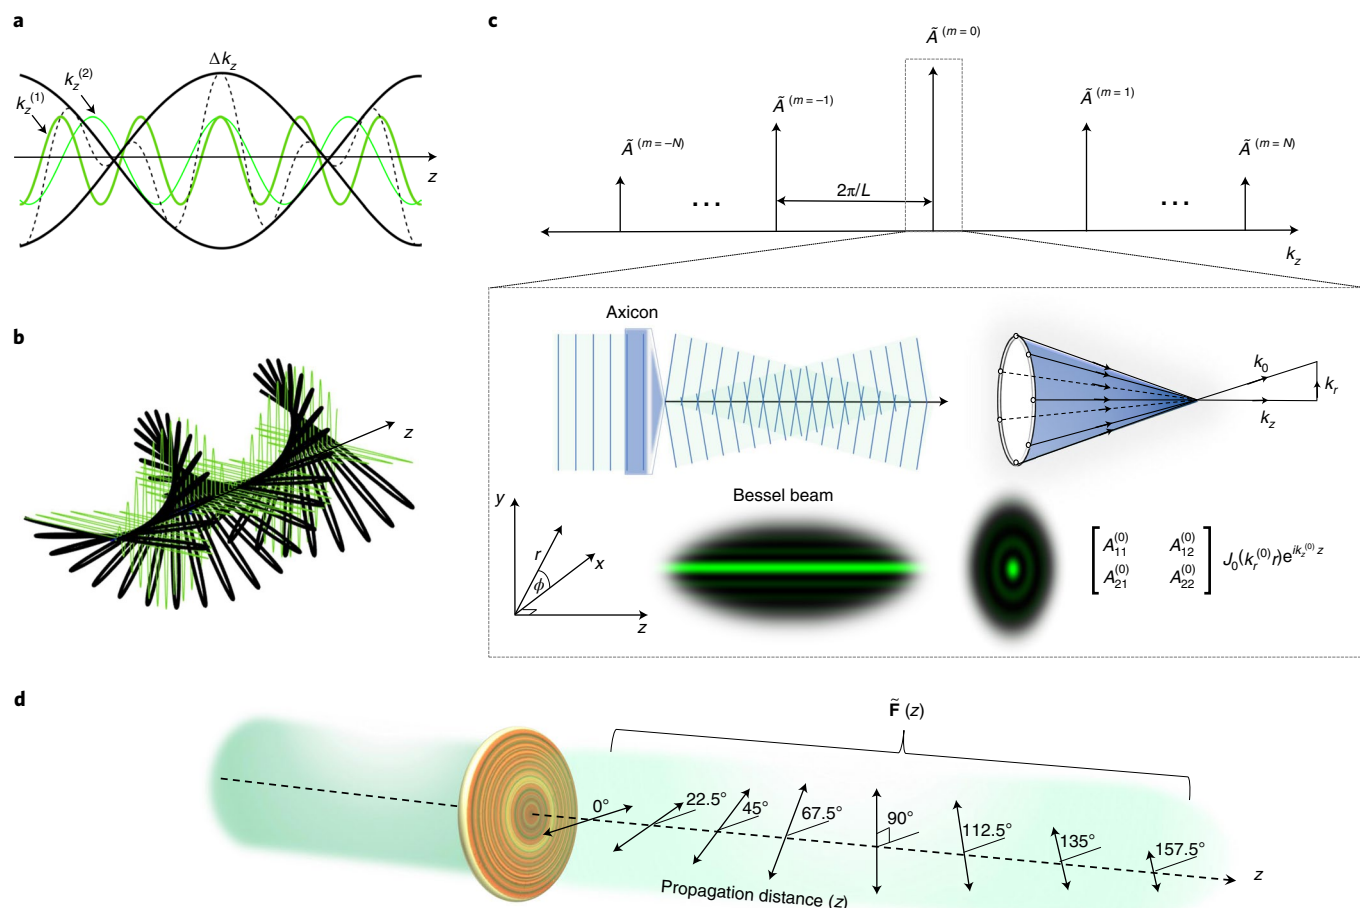 a
Δk_z
k_z^(2)
k_z^(1)
z
b
z
c
Ã^(m = 0)
Ã^(m = –1)
Ã^(m = 1)
Ã^(m = –N)
Ã^(m = N)
2π/L
...
...
k_z
Axicon
k_0
k_r
k_z
Bessel beam
y
r
x
ϕ
z
A_11^(0) A_12^(0)
A_21^(0) A_22^(0)
J_0(k_r^(0)r)e^{ik_z^(0) z}
d
F̃ (z)
0°
22.5°
45°
67.5°
90°
112.5°
135°
157.5°
z
Propagation distance (z)